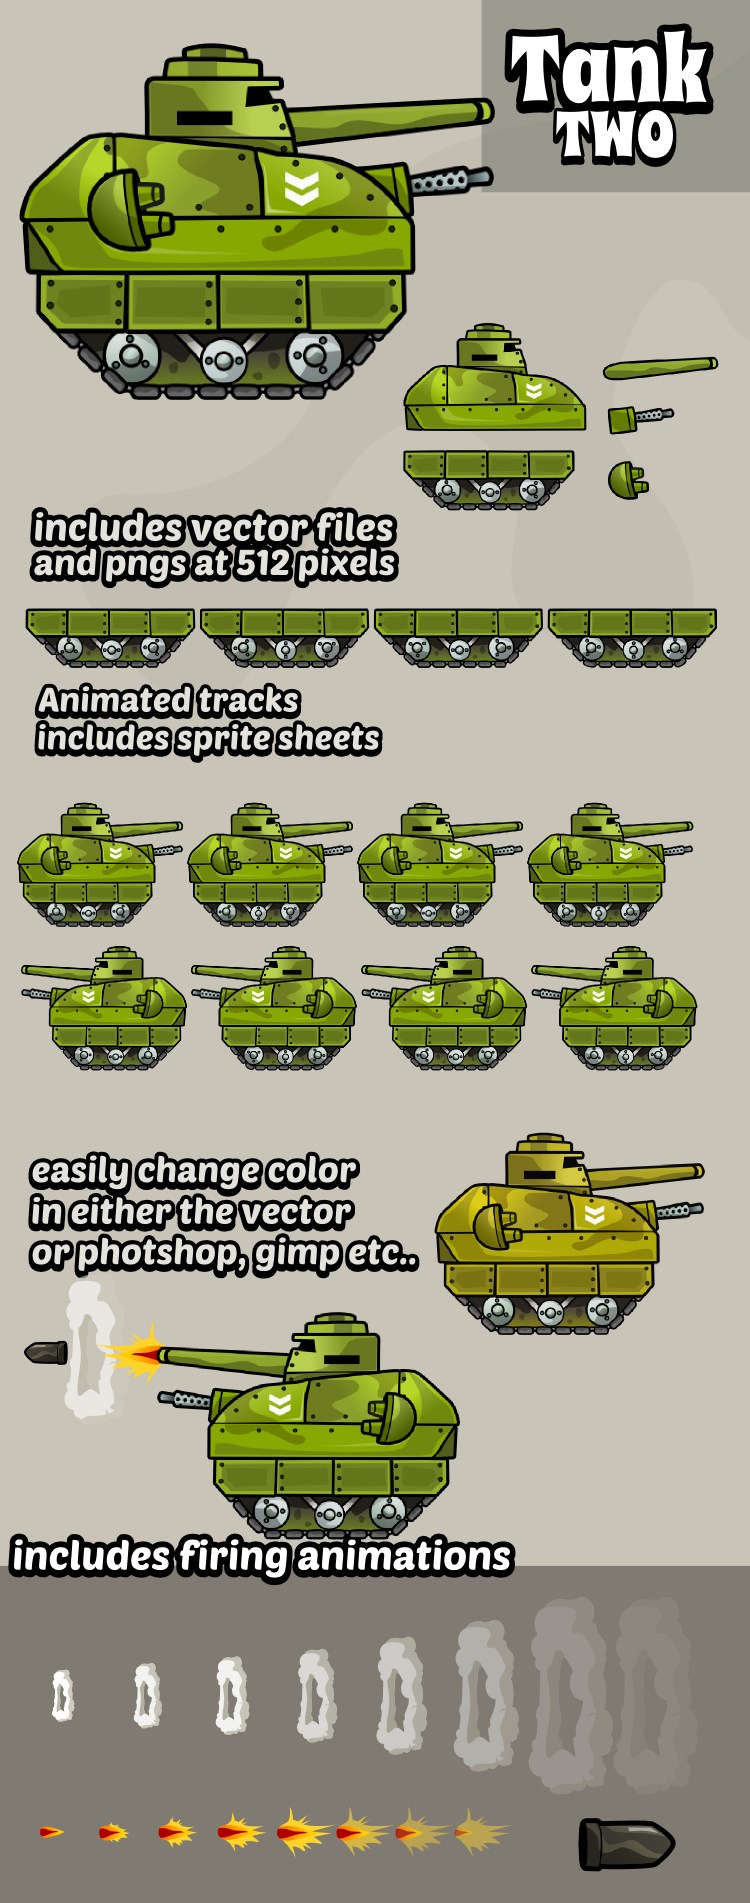 Tank
TWO
includes vector files
and pngs at 512 pixels
Animated tracks
includes sprite sheets
easily change color
in either the vector
or photshop, gimp etc..
includes firing animations